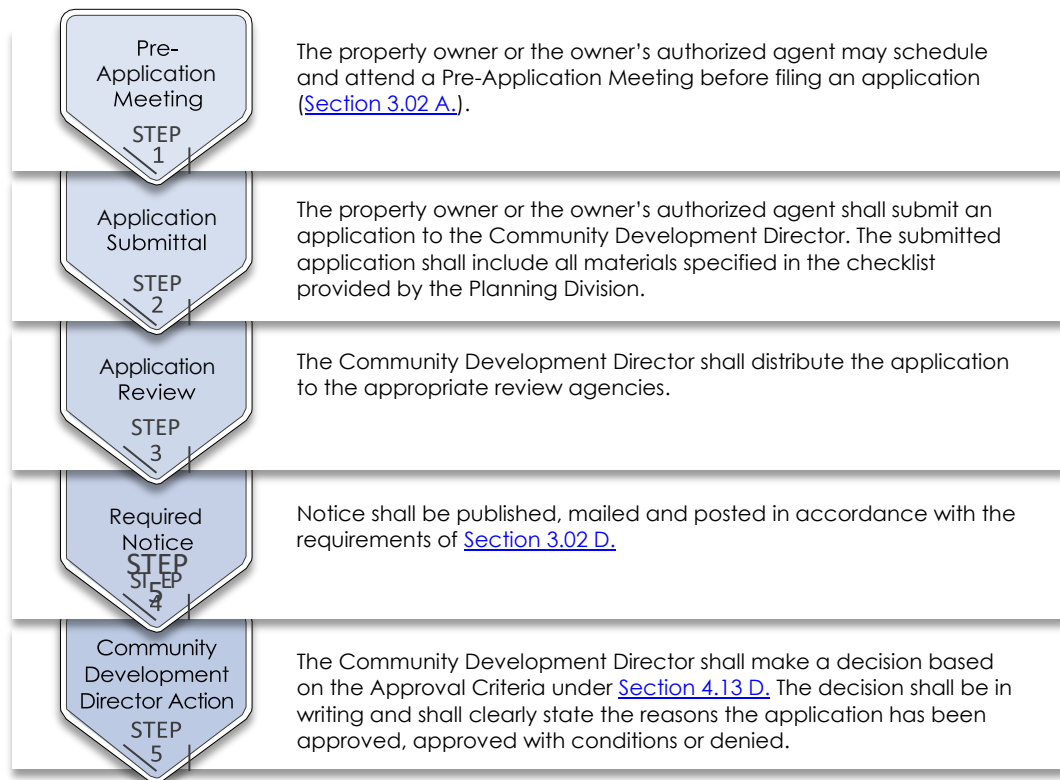 Pre-
Application
Meeting
STEP
1
The property owner or the owner's authorized agent may schedule
and attend a Pre-Application Meeting before filing an application
(Section 3.02 A.).
Application
Submittal
STEP
2
The property owner or the owner's authorized agent shall submit an
application to the Community Development Director. The submitted
application shall include all materials specified in the checklist
provided by the Planning Division.
Application
Review
STEP
3
The Community Development Director shall distribute the application
to the appropriate review agencies.
Required
Notice
STEP
5
STEP
4
Notice shall be published, mailed and posted in accordance with the
requirements of Section 3.02 D.
Community
Development
Director Action
STEP
5
The Community Development Director shall make a decision based
on the Approval Criteria under Section 4.13 D. The decision shall be in
writing and shall clearly state the reasons the application has been
approved, approved with conditions or denied.